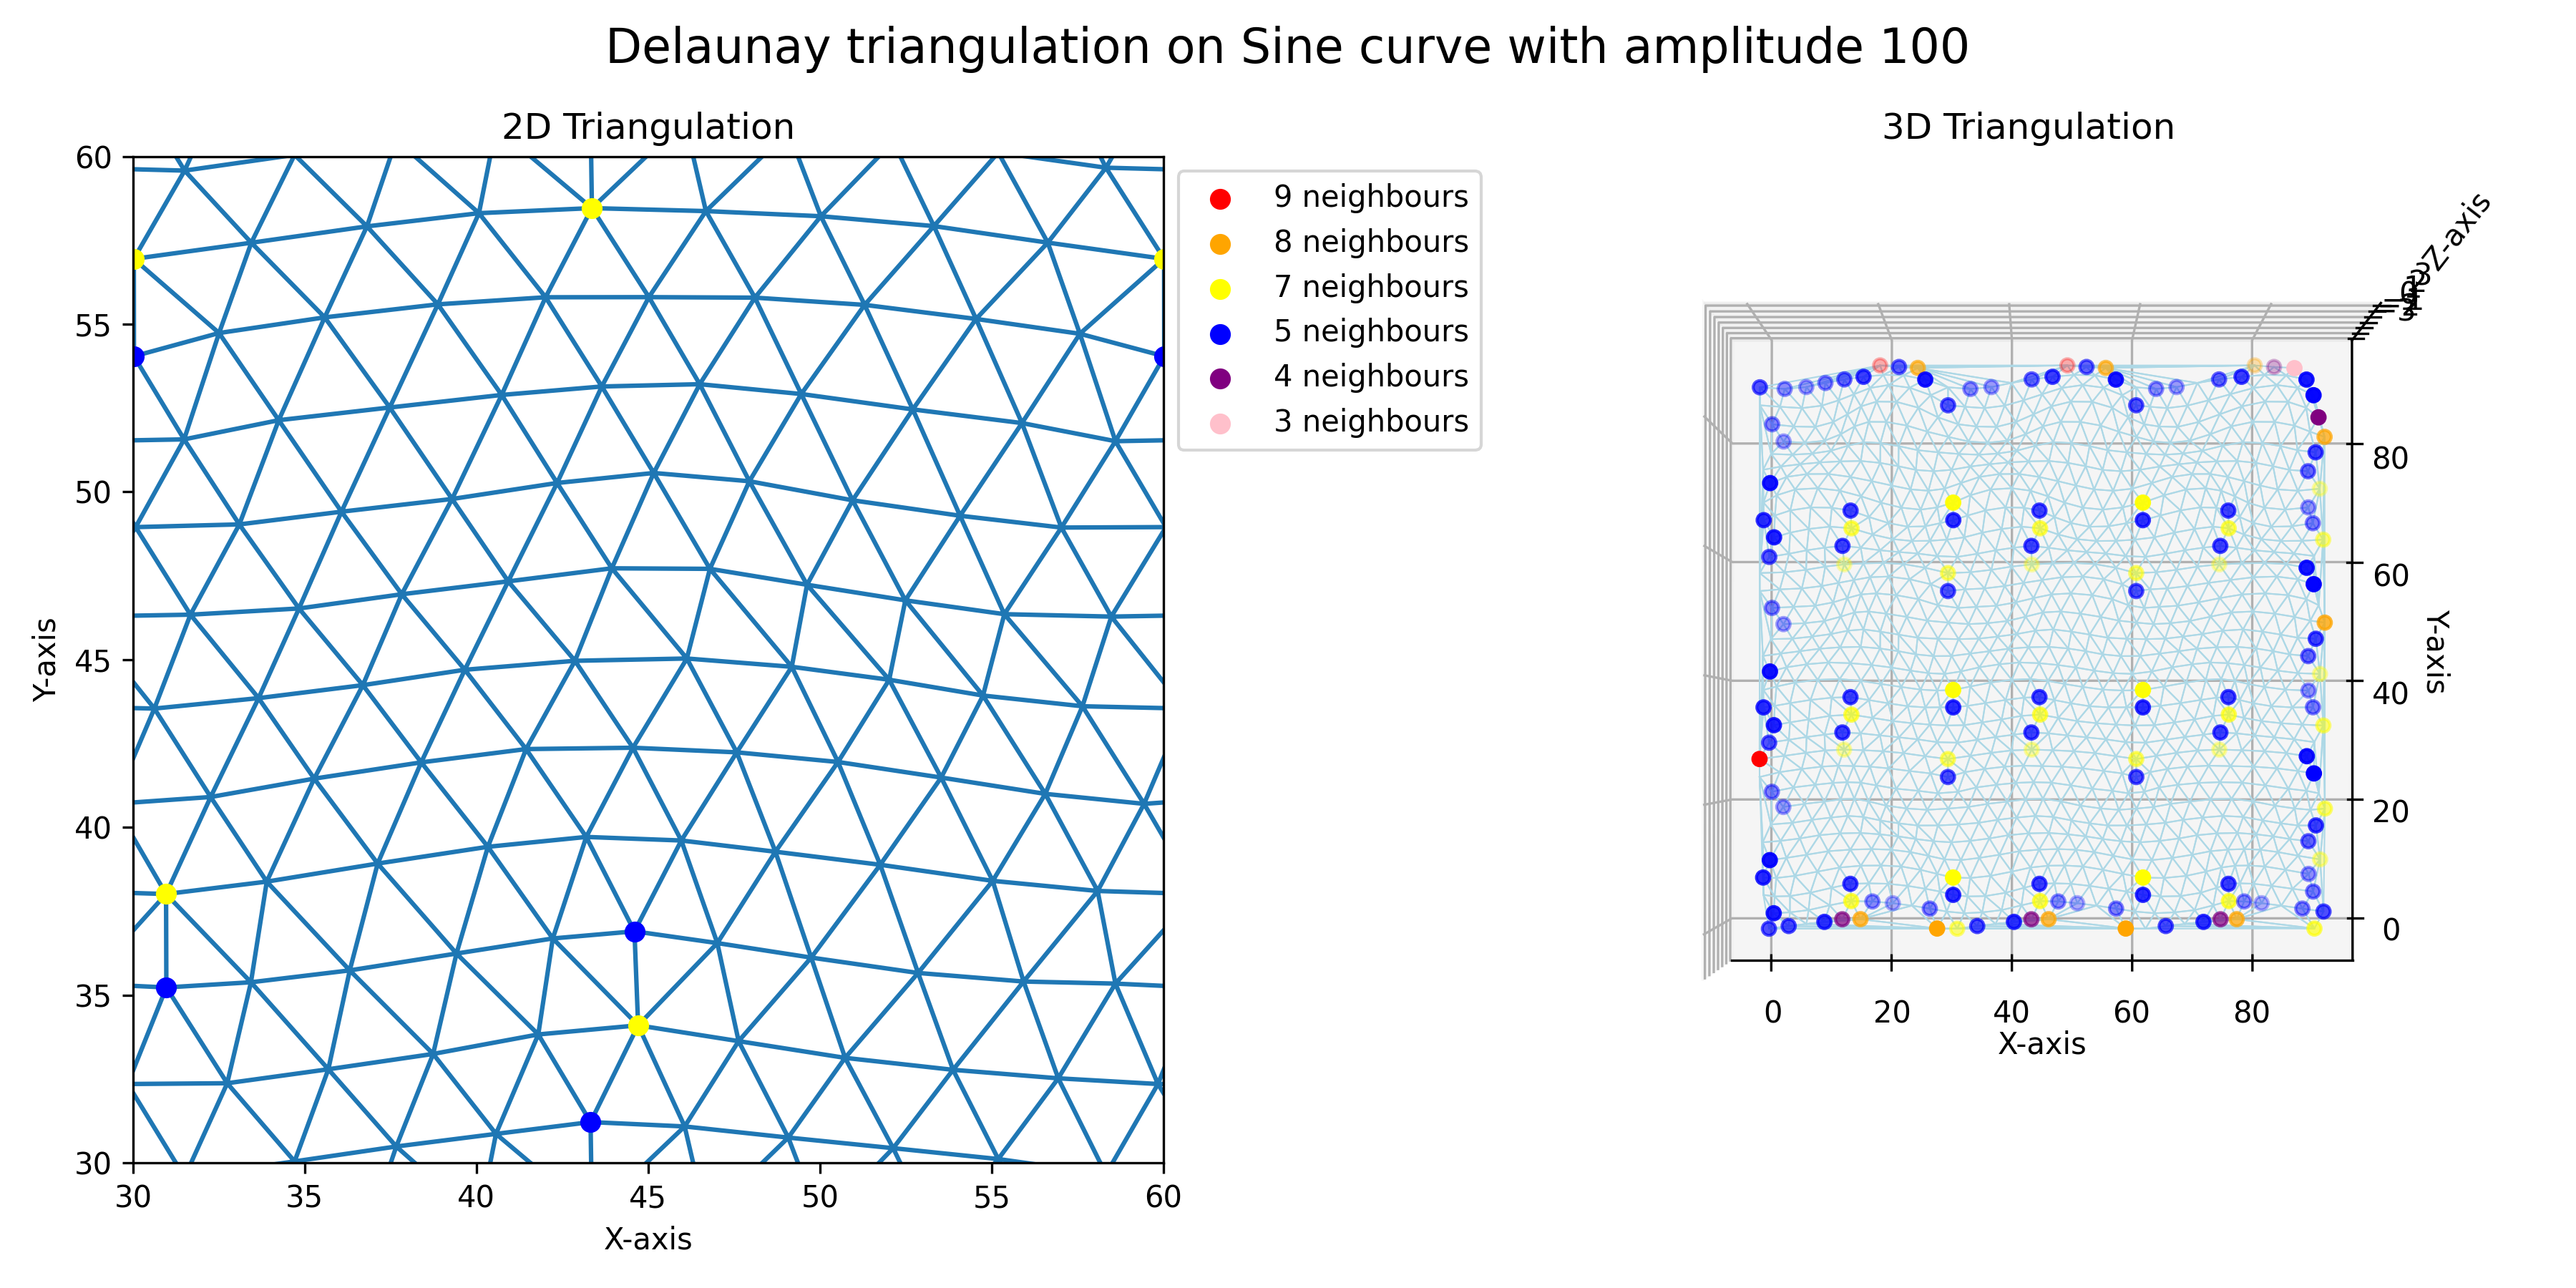 Delaunay triangulation on Sine curve with amplitude 100
2D Triangulation
60
55
50
45
40
35
30
Y-axis
30 35 40 45 50 55 60
X-axis
9 neighbours
8 neighbours
7 neighbours
5 neighbours
4 neighbours
3 neighbours
3D Triangulation
Z-axis
80
60
40
20
0
Y-axis
0 20 40 60 80
X-axis